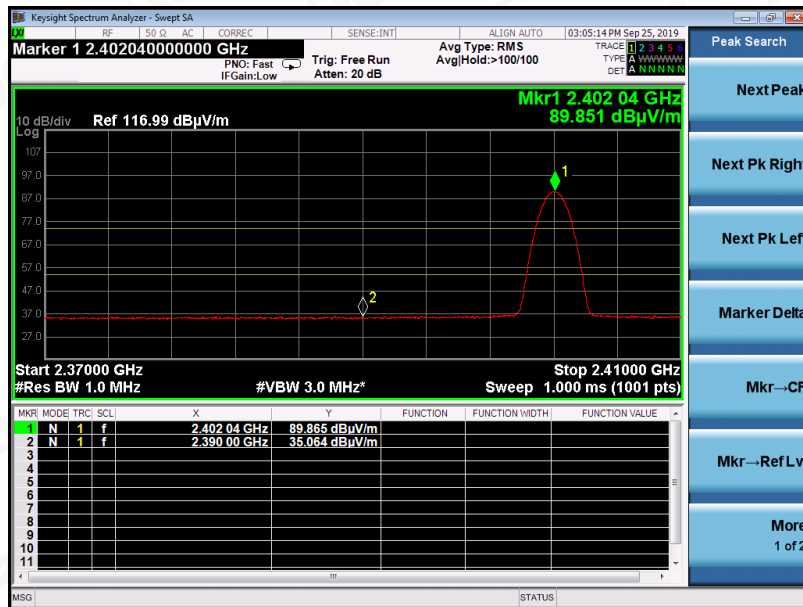 Keysight Spectrum Analyzer - Swept SA
LXI RF 50 Ω AC CORREC SENSE:INT ALIGN AUTO 03:05:14 PM Sep 25, 2019
Marker 1 2.402040000000 GHz
PNO: Fast
IFGain:Low
Trig: Free Run
Atten: 20 dB
Avg Type: RMS
Avg|Hold:>100/100
TRACE 1 2 3 4 5 6
TYPE A WWWWW
DET A N N N N N
Mkr1 2.402 04 GHz
89.851 dBµV/m
10 dB/div Ref 116.99 dBµV/m
Log
107
97.0
87.0
77.0
67.0
57.0
47.0
37.0
27.0
1
2
Start 2.37000 GHz Stop 2.41000 GHz
#Res BW 1.0 MHz #VBW 3.0 MHz* Sweep 1.000 ms (1001 pts)
MKR MODE TRC SCL X Y FUNCTION FUNCTION WIDTH FUNCTION VALUE
1 N 1 f 2.402 04 GHz 89.865 dBµV/m
2 N 1 f 2.390 00 GHz 35.064 dBµV/m
3
4
5
6
7
8
9
10
11
MSG STATUS
Peak Search
Next Peak
Next Pk Right
Next Pk Left
Marker Delta
Mkr→CF
Mkr→Ref Lv
More
1 of 2